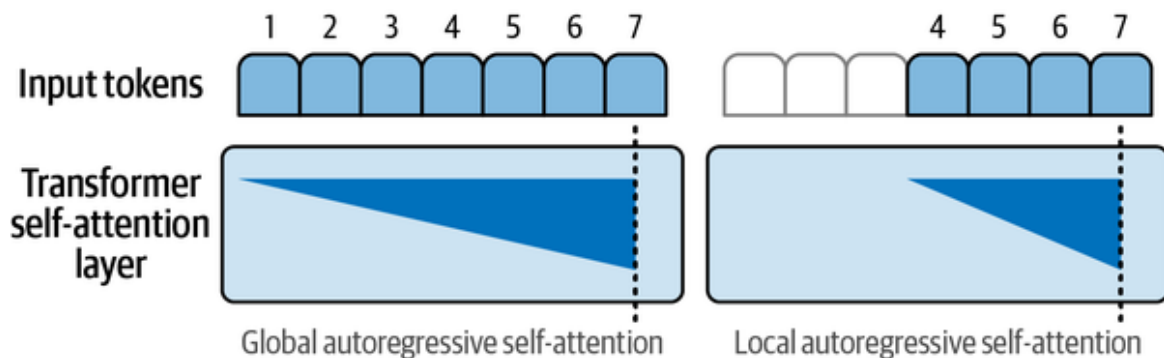 1 2 3 4 5 6 7 4 5 6 7
Input tokens
Transformer
self-attention
layer
Global autoregressive self-attention Local autoregressive self-attention